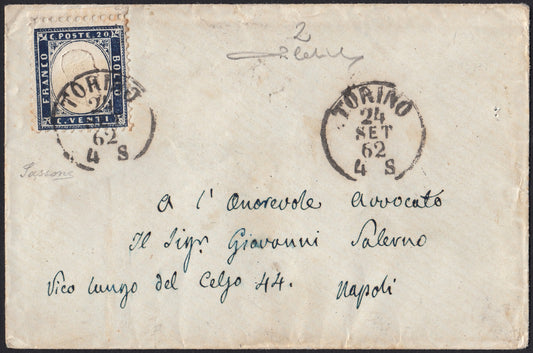 2
C. POSTE. 20
FRANCO
BOLLO
C. VENTI
TORINO
24
62
4 S
TORINO
24
SET
62
4 S
A l'Onorevole Avvocato
Il Sigr Giovanni Salerno
Vico lungo del Celso 44. Napoli